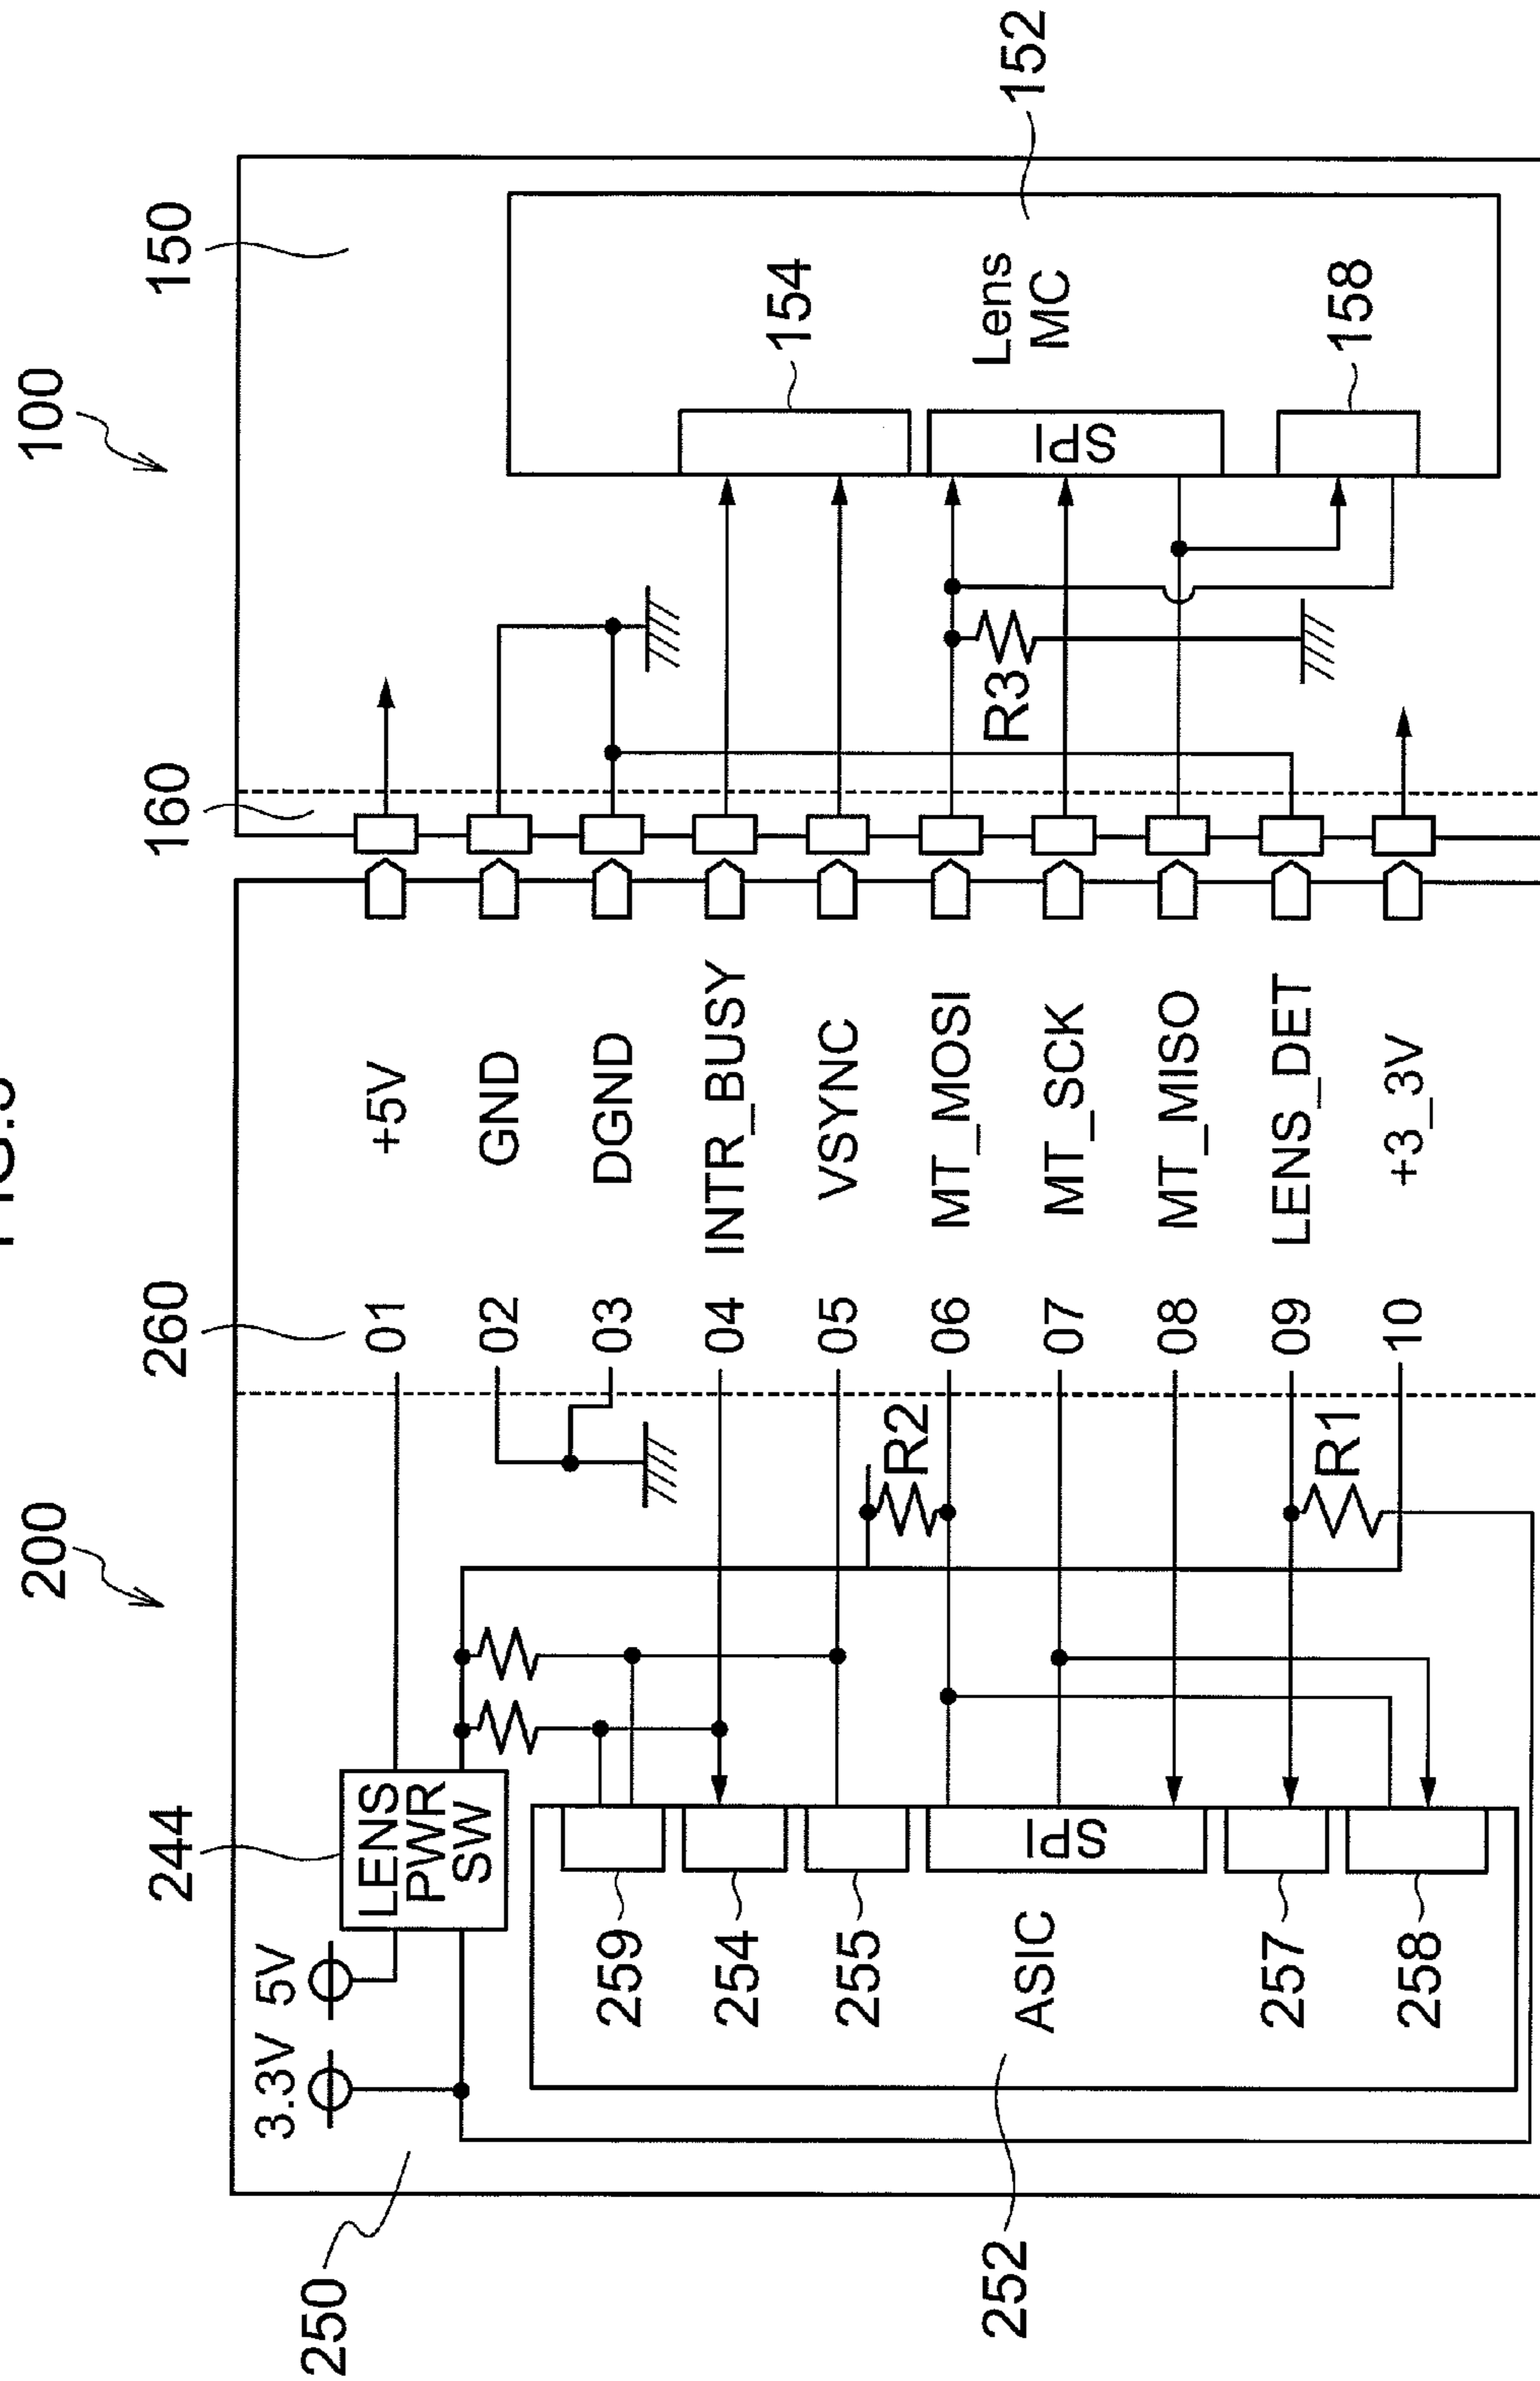 100
200
150
160
260
244
3.3V 5V
250
LENS
PWR
SW
01 +5V
02 GND
03 DGND
04 INTR_BUSY
05 VSYNC
06 MT_MOSI
07 MT_SCK
08 MT_MISO
09 LENS_DET
10 +3_3V
R2
R1
R3
259
254
255
SPI
ASIC
257
258
252
154
SPI
Lens
MC
158
152